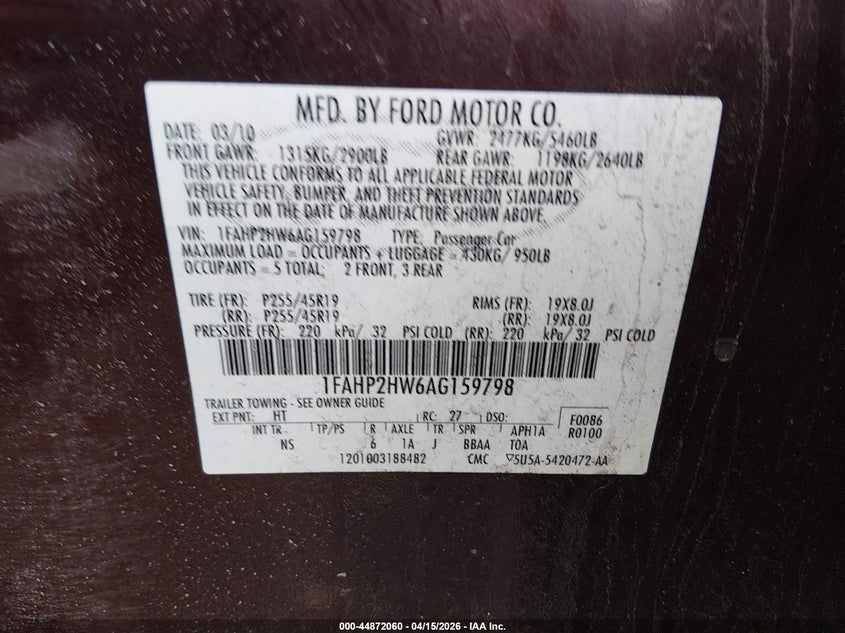 MFD. BY FORD MOTOR CO.
DATE: 03/10 GVWR: 2477KG/5460LB
FRONT GAWR: 1315KG/2900LB REAR GAWR: 1198KG/2640LB
THIS VEHICLE CONFORMS TO ALL APPLICABLE FEDERAL MOTOR
VEHICLE SAFETY, BUMPER, AND THEFT PREVENTION STANDARDS
IN EFFECT ON THE DATE OF MANUFACTURE SHOWN ABOVE.
VIN: 1FAHP2HW6AG159798 TYPE: Passenger Car
MAXIMUM LOAD = OCCUPANTS + LUGGAGE = 430KG/ 950LB
OCCUPANTS = 5 TOTAL; 2 FRONT, 3 REAR
TIRE (FR): P255/45R19 RIMS (FR): 19X8.0J
(RR): P255/45R19 (RR): 19X8.0J
PRESSURE (FR): 220 kPa/ 32 PSI COLD (RR): 220 kPa/ 32 PSI COLD
1FAHP2HW6AG159798
TRAILER TOWING - SEE OWNER GUIDE
EXT PNT: HT RC: 27 DSO: F0086
INT TR TP/PS R AXLE TR SPR APH1A R0100
NS 6 1A J BBAA TOA
1201003188482 CMC ▽5U5A-5420472-AA
000-44872060 - 04/15/2026 - IAA Inc.